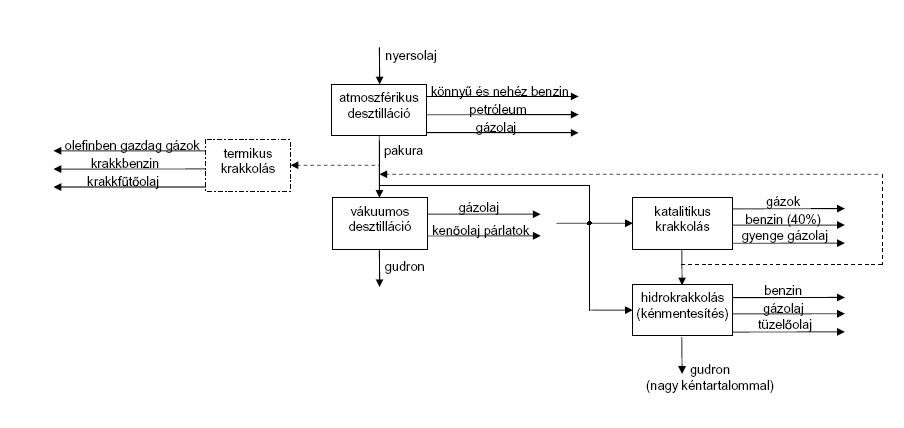 nyersolaj
atmoszférikus
desztilláció
könnyű és nehéz benzin
petróleum
gázolaj
pakura
termikus
krakkolás
olefinben gazdag gázok
krakkbenzin
krakkfűtőolaj
vákuumos
desztilláció
gázolaj
kenőolaj párlatok
gudron
katalitikus
krakkolás
gázok
benzin (40%)
gyenge gázolaj
hidrokrakkolás
(kénmentesítés)
benzin
gázolaj
tüzelőolaj
gudron
(nagy kéntartalommal)